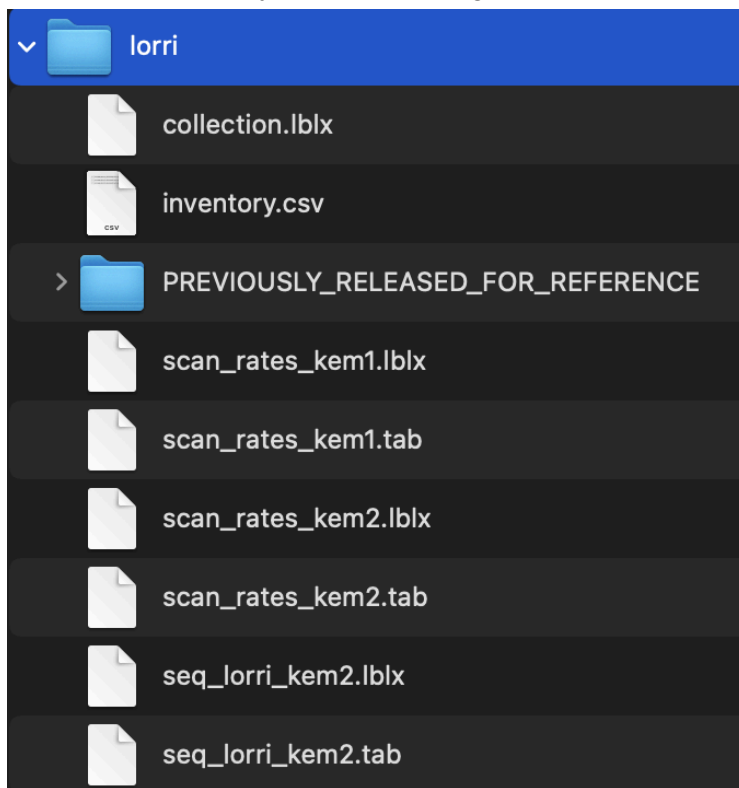 lorri
collection.lblx
inventory.csv
CSV
PREVIOUSLY_RELEASED_FOR_REFERENCE
scan_rates_kem1.lblx
scan_rates_kem1.tab
scan_rates_kem2.lblx
scan_rates_kem2.tab
seq_lorri_kem2.lblx
seq_lorri_kem2.tab